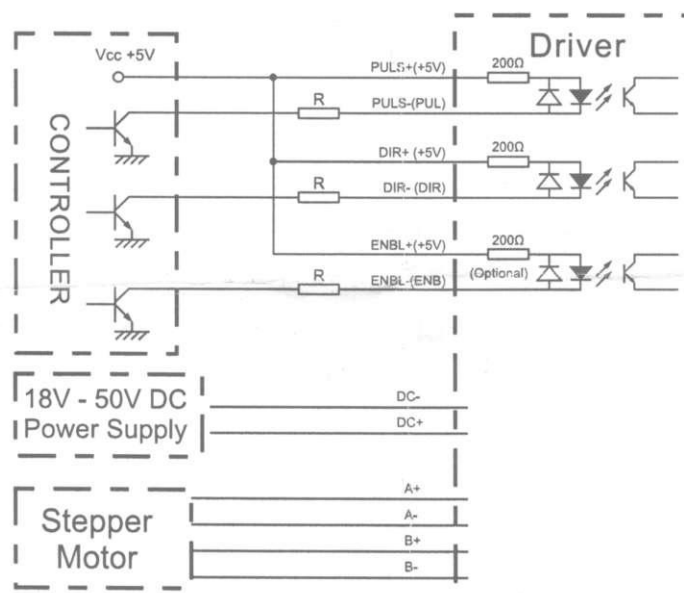 Driver
Vcc +5V
PULS+(+5V)
200Ω
CONTROLLER
R
PULS-(PUL)
DIR+ (+5V)
200Ω
R
DIR- (DIR)
ENBL+(+5V)
200Ω
(Optional)
R
ENBL-(ENB)
18V - 50V DC
Power Supply
DC-
DC+
Stepper
Motor
A+
A-
B+
B-